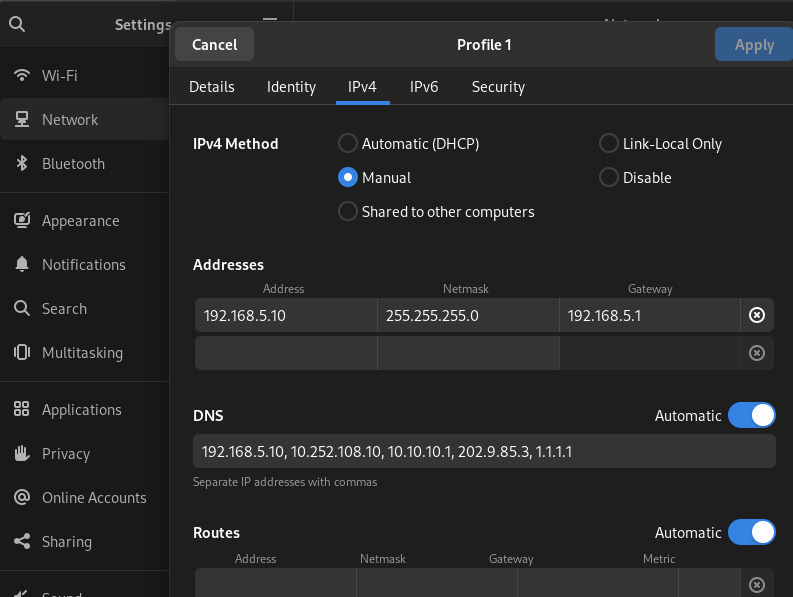 Settings
Cancel
Profile 1
Apply
Wi-Fi
Network
Bluetooth
Appearance
Notifications
Search
Multitasking
Applications
Privacy
Online Accounts
Sharing
Details
Identity
IPv4
IPv6
Security
IPv4 Method
Automatic (DHCP)
Link-Local Only
Manual
Disable
Shared to other computers
Addresses
Address
Netmask
Gateway
192.168.5.10
255.255.255.0
192.168.5.1
DNS
Automatic
192.168.5.10, 10.252.108.10, 10.10.10.1, 202.9.85.3, 1.1.1.1
Separate IP addresses with commas
Routes
Automatic
Address
Netmask
Gateway
Metric